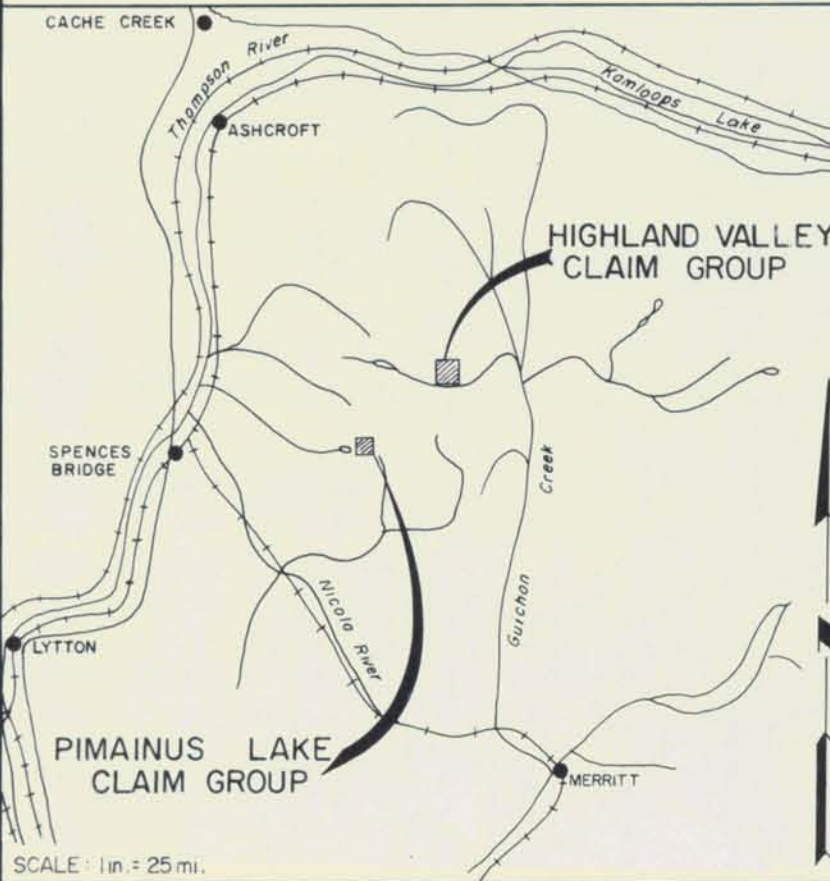 CACHE CREEK
Thompson River
Kamloops Lake
ASHCROFT
HIGHLAND VALLEY
CLAIM GROUP
SPENCES
BRIDGE
Guichon Creek
Nicola River
LYTTON
PIMAINUS LAKE
CLAIM GROUP
MERRITT
SCALE: 1 in. = 25 mi.